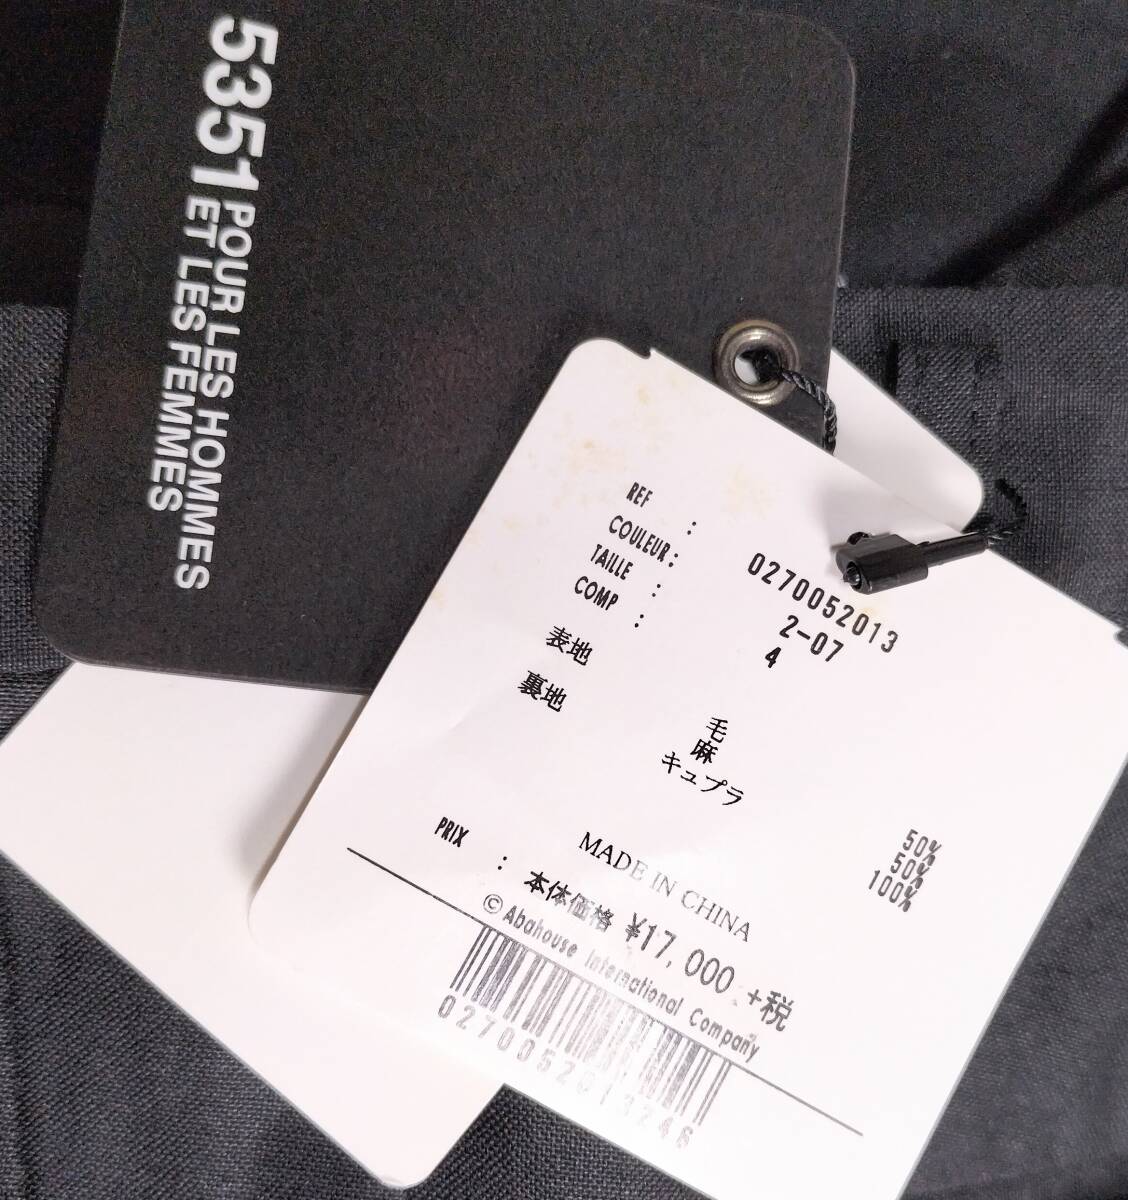 5351 POUR LES HOMMES
ET LES FEMMES
REF : 0270052013
COULEUR: 2-07
TAILLE : 4
COMP :
表地 毛 50%
麻 50%
裏地 キュプラ 100%
MADE IN CHINA
PRIX : 本体価格 ¥17,000 +税
© Abahouse International Company
0270052013246